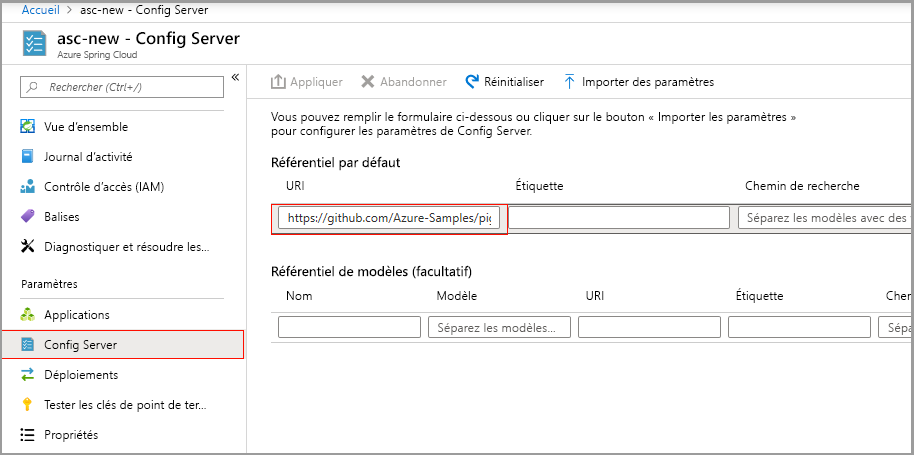 Accueil > asc-new - Config Server
asc-new - Config Server
Azure Spring Cloud
Rechercher (Ctrl+/)
«
Vue d'ensemble
Journal d'activité
Contrôle d'accès (IAM)
Balises
Diagnostiquer et résoudre les...
Paramètres
Applications
Config Server
Déploiements
Tester les clés de point de ter...
Propriétés
Appliquer Abandonner Réinitialiser Importer des paramètres
Vous pouvez remplir le formulaire ci-dessous ou cliquer sur le bouton « Importer les paramètres »
pour configurer les paramètres de Config Server.
Référentiel par défaut
URI Étiquette Chemin de recherche
https://github.com/Azure-Samples/pig Séparez les modèles avec des
Référentiel de modèles (facultatif)
Nom Modèle URI Étiquette Cher
Séparez les modèles... Sépa